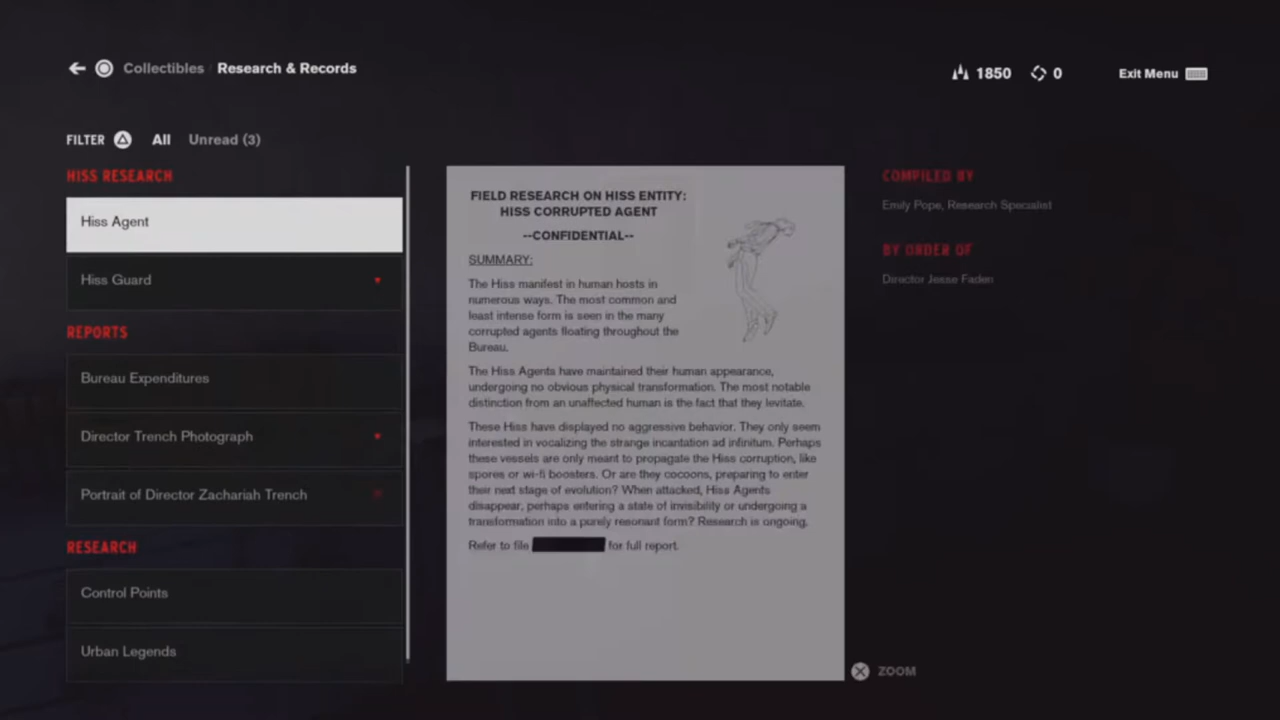 Collectibles Research & Records
1850 0 Exit Menu
FILTER All Unread (3)
HISS RESEARCH
Hiss Agent
Hiss Guard
REPORTS
Bureau Expenditures
Director Trench Photograph
Portrait of Director Zachariah Trench
RESEARCH
Control Points
Urban Legends
FIELD RESEARCH ON HISS ENTITY:
HISS CORRUPTED AGENT
--CONFIDENTIAL--
SUMMARY:
The Hiss manifest in human hosts in
numerous ways. The most common and
least intense form is seen in the many
corrupted agents floating throughout the
Bureau.
The Hiss Agents have maintained their human appearance,
undergoing no obvious physical transformation. The most notable
distinction from an unaffected human is the fact that they levitate.
These Hiss have displayed no aggressive behavior. They only seem
interested in vocalizing the strange incantation ad infinitum. Perhaps
these vessels are only meant to propagate the Hiss corruption, like
spores or wi-fi boosters. Or are they cocoons, preparing to enter
their next stage of evolution? When attacked, Hiss Agents
disappear, perhaps entering a state of invisibility or undergoing a
transformation into a purely resonant form? Research is ongoing.
Refer to file for full report.
COMPILED BY
Emily Pope, Research Specialist
BY ORDER OF
Director Jesse Faden
ZOOM